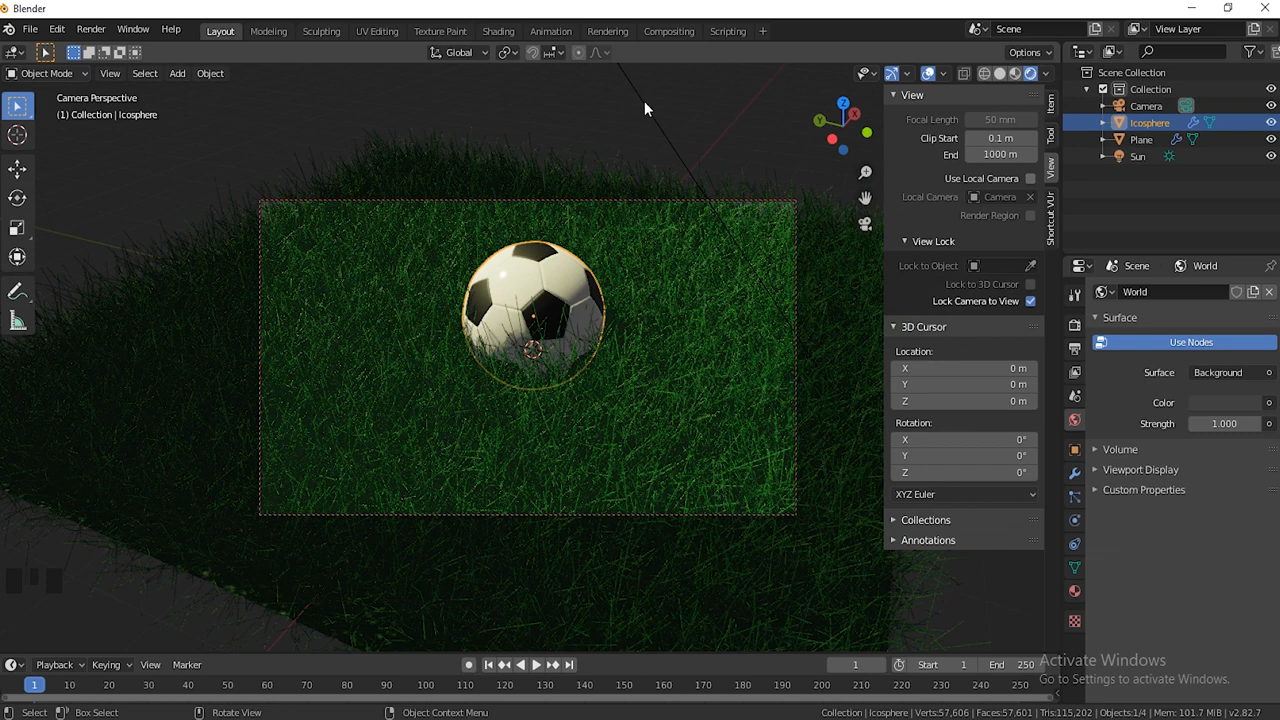 Blender
File Edit Render Window Help Layout Modeling Sculpting UV Editing Texture Paint Shading Animation Rendering Compositing Scripting + Scene View Layer
Global Options
Object Mode View Select Add Object
Camera Perspective
(1) Collection | Icosphere
Z
X
Y
View
Focal Length 50 mm
Clip Start 0.1 m
End 1000 m
Use Local Camera
Local Camera Camera
Render Region
View Lock
Lock to Object
Lock to 3D Cursor
Lock Camera to View
3D Cursor
Location:
X 0 m
Y 0 m
Z 0 m
Rotation:
X 0°
Y 0°
Z 0°
XYZ Euler
Collections
Annotations
Item
Tool
View
Shortcut VUr
Scene Collection
Collection
Camera
Icosphere
Plane
Sun
Scene World
World
Surface
Use Nodes
Surface Background
Color
Strength 1.000
Volume
Viewport Display
Custom Properties
Playback Keying View Marker 1 Start 1 End 250
1 10 20 30 40 50 60 70 80 90 100 110 120 130 140 150 160 170 180 190 200 210 220 230 240 250
Activate Windows
Go to Settings to activate Windows.
Select Box Select Rotate View Object Context Menu Collection | Icosphere | Verts:57,606 | Faces:57,601 | Tris:115,202 | Objects:1/4 | Mem: 101.7 MiB | v2.82.7